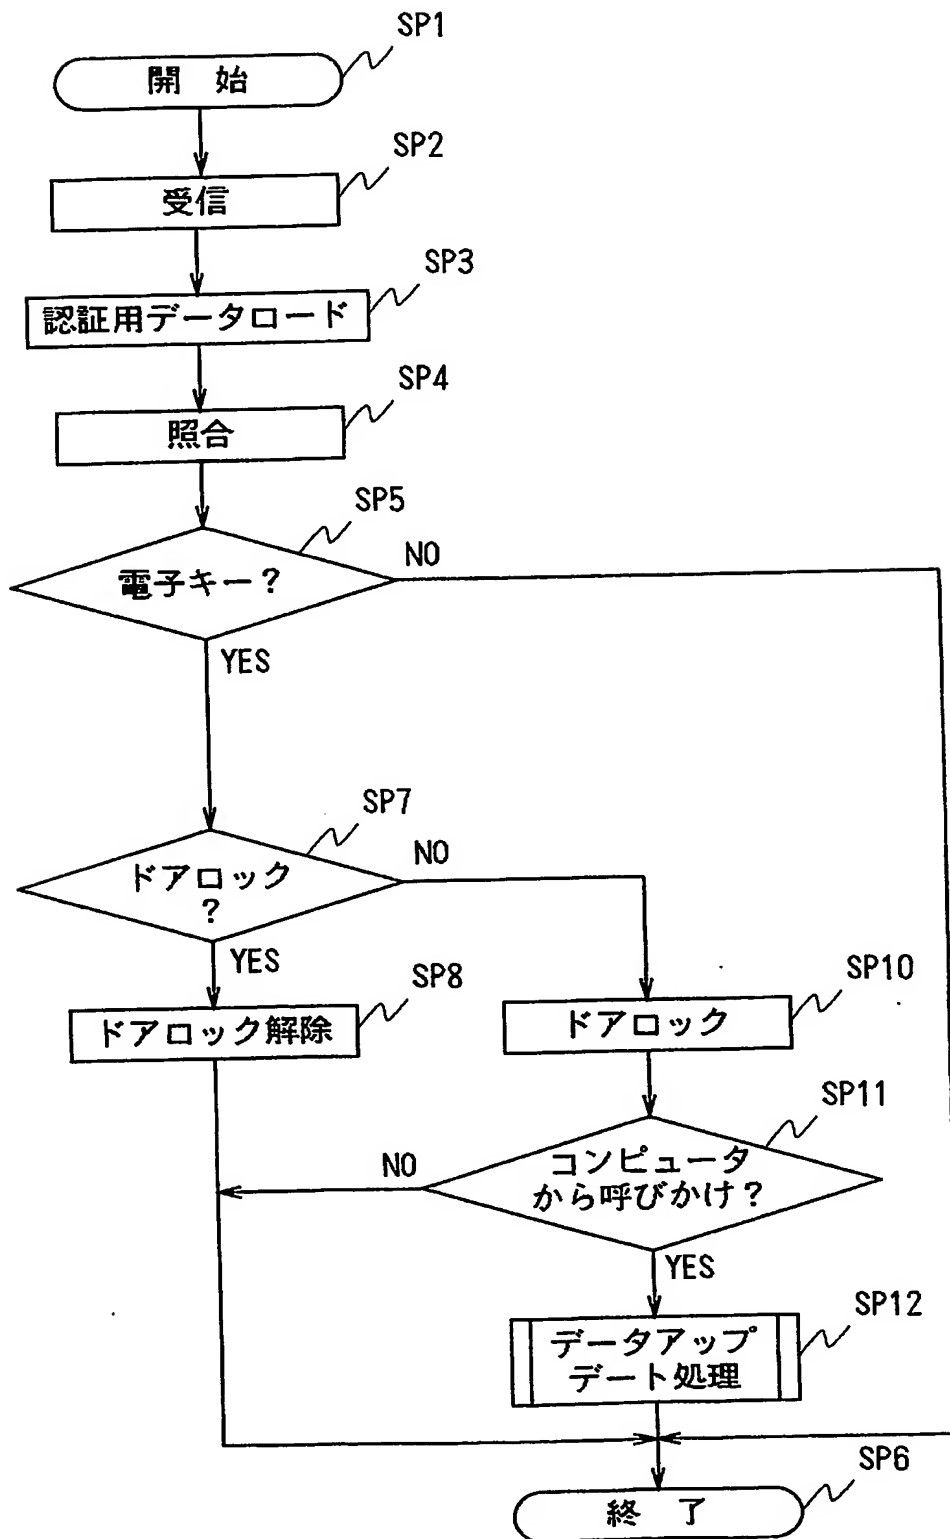 SP1
開 始
SP2
受信
SP3
認証用データロード
SP4
照合
SP5
電子キー?
NO
YES
SP7
ドアロック
?
NO
YES
SP8
ドアロック解除
SP10
ドアロック
SP11
コンピュータ
から呼びかけ?
NO
YES
SP12
データアップ
デート処理
SP6
終 了